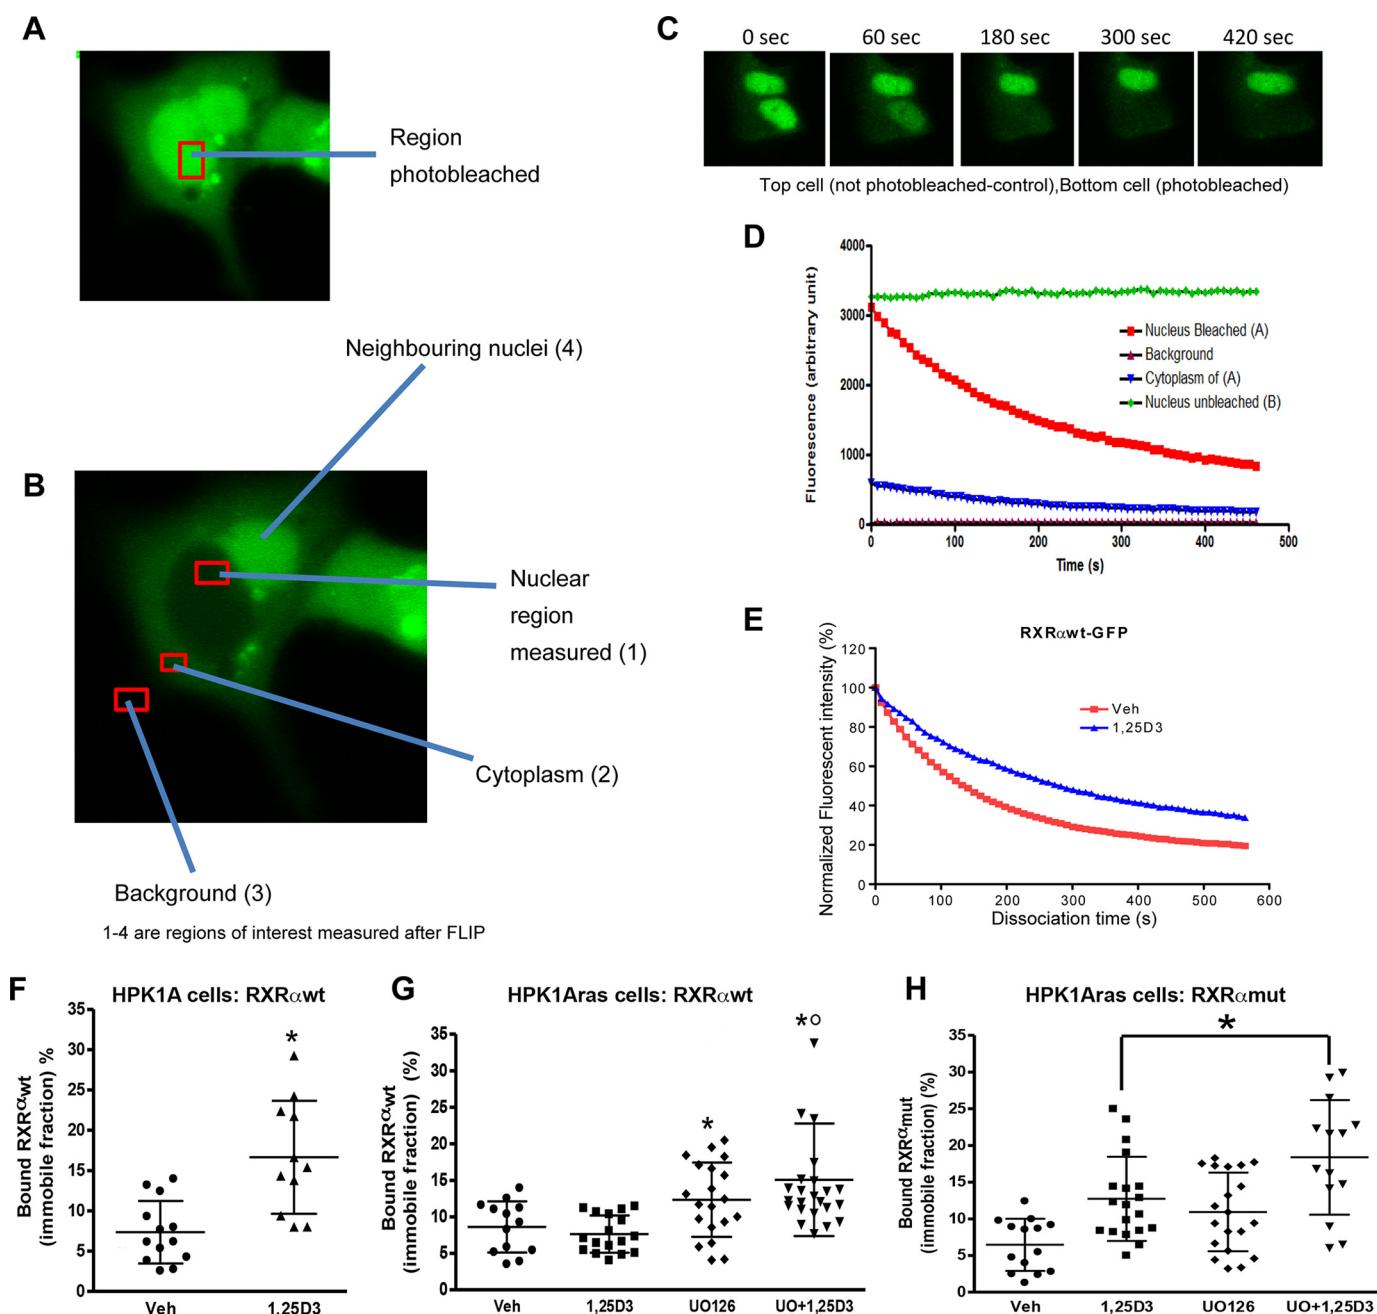 A
Region
photobleached
Neighbouring nuclei (4)
B
Nuclear
region
measured (1)
Cytoplasm (2)
Background (3)
1-4 are regions of interest measured after FLIP
C
0 sec 60 sec 180 sec 300 sec 420 sec
Top cell (not photobleached-control),Bottom cell (photobleached)
D
Fluorescence (arbitrary unit)
4000
3000
2000
1000
0
Nucleus Bleached (A)
Background
Cytoplasm of (A)
Nucleus unbleached (B)
0 100 200 300 400 500
Time (s)
E
RXRαwt-GFP
Normalized Fluorescent intensity (%)
120
100
80
60
40
20
0
Veh
1,25D3
0 100 200 300 400 500 600
Dissociation time (s)
F
HPK1A cells: RXRαwt
Bound RXRαwt
(immobile fraction) %
35
30
25
20
15
10
5
0
*
Veh 1,25D3
G
HPK1Aras cells: RXRαwt
Bound RXRαwt
(immobile fraction) (%)
35
30
25
20
15
10
5
0
*
*○
Veh 1,25D3 UO126 UO+1,25D3
H
HPK1Aras cells: RXRαmut
Bound RXRαmut
(immobile fraction) (%)
35
30
25
20
15
10
5
0
*
Veh 1,25D3 UO126 UO+1,25D3